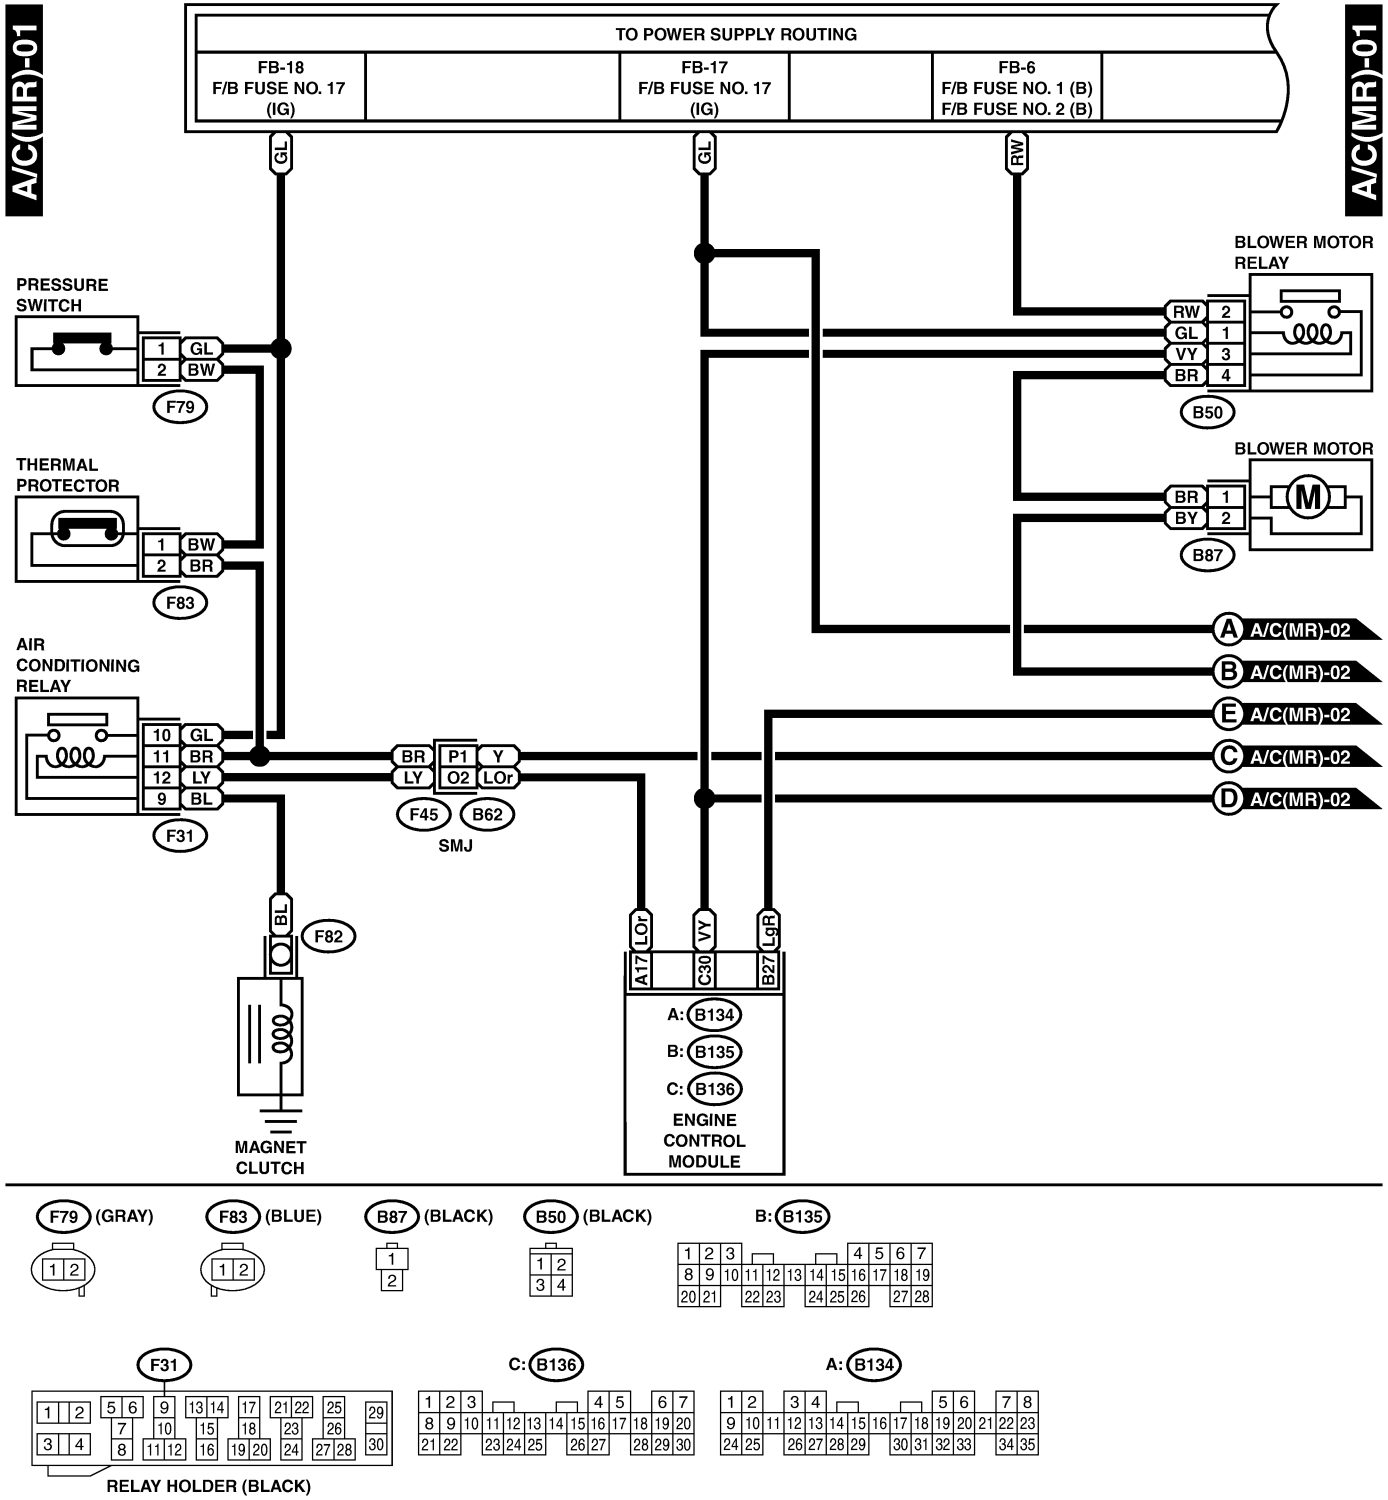 A/C(MR)-01
A/C(MR)-01
TO POWER SUPPLY ROUTING
FB-18
F/B FUSE NO. 17
(IG)
FB-17
F/B FUSE NO. 17
(IG)
FB-6
F/B FUSE NO. 1 (B)
F/B FUSE NO. 2 (B)
GL
GL
RW
PRESSURE
SWITCH
1 GL
2 BW
F79
BLOWER MOTOR
RELAY
RW 2
GL 1
VY 3
BR 4
B50
THERMAL
PROTECTOR
1 BW
2 BR
F83
BLOWER MOTOR
BR 1
BY 2
M
B87
A A/C(MR)-02
B A/C(MR)-02
E A/C(MR)-02
C A/C(MR)-02
D A/C(MR)-02
AIR
CONDITIONING
RELAY
10 GL
11 BR
12 LY
9 BL
F31
BR P1 Y
LY O2 LOr
F45 B62
SMJ
BL
F82
MAGNET
CLUTCH
LOr VY LgR
A17 C30 B27
A: B134
B: B135
C: B136
ENGINE
CONTROL
MODULE
F79 (GRAY)
1 2
F83 (BLUE)
1 2
B87 (BLACK)
1
2
B50 (BLACK)
1 2
3 4
B: B135
1 2 3 4 5 6 7
8 9 10 11 12 13 14 15 16 17 18 19
20 21 22 23 24 25 26 27 28
F31
1 2 5 6 9 13 14 17 21 22 25 29
7 10 15 18 23 26
3 4 8 11 12 16 19 20 24 27 28 30
RELAY HOLDER (BLACK)
C: B136
1 2 3 4 5 6 7
8 9 10 11 12 13 14 15 16 17 18 19 20
21 22 23 24 25 26 27 28 29 30
A: B134
1 2 3 4 5 6 7 8
9 10 11 12 13 14 15 16 17 18 19 20 21 22 23
24 25 26 27 28 29 30 31 32 33 34 35